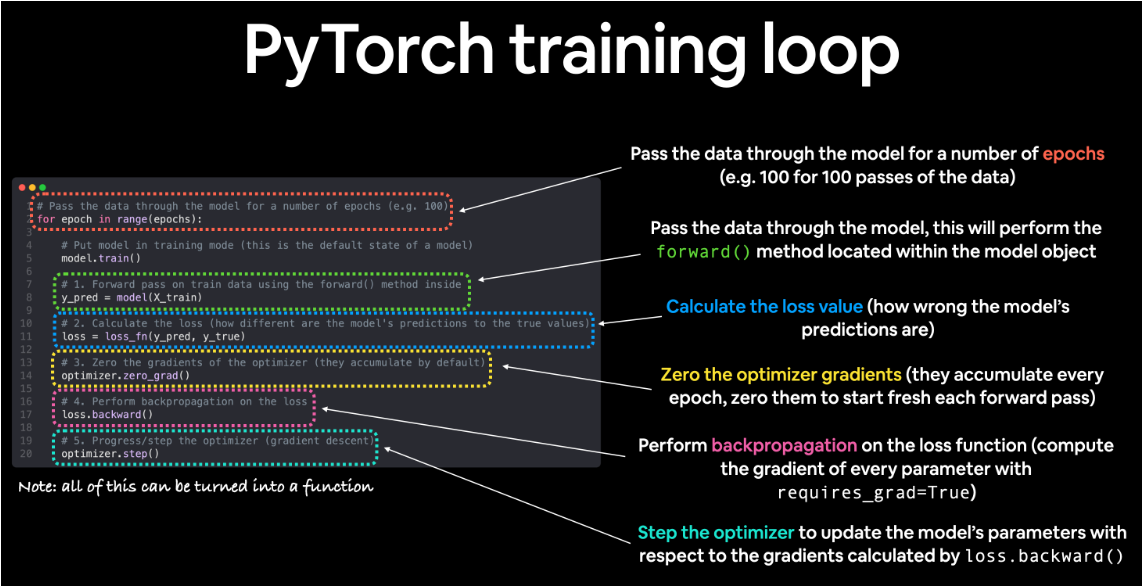 PyTorch training loop
1 # Pass the data through the model for a number of epochs (e.g. 100)
2 for epoch in range(epochs):
3
4 # Put model in training mode (this is the default state of a model)
5 model.train()
6
7 # 1. Forward pass on train data using the forward() method inside
8 y_pred = model(X_train)
9
10 # 2. Calculate the loss (how different are the model's predictions to the true values)
11 loss = loss_fn(y_pred, y_true)
12
13 # 3. Zero the gradients of the optimizer (they accumulate by default)
14 optimizer.zero_grad()
15
16 # 4. Perform backpropagation on the loss
17 loss.backward()
18
19 # 5. Progress/step the optimizer (gradient descent)
20 optimizer.step()
Note: all of this can be turned into a function
Pass the data through the model for a number of epochs
(e.g. 100 for 100 passes of the data)
Pass the data through the model, this will perform the
forward() method located within the model object
Calculate the loss value (how wrong the model's
predictions are)
Zero the optimizer gradients (they accumulate every
epoch, zero them to start fresh each forward pass)
Perform backpropagation on the loss function (compute
the gradient of every parameter with
requires_grad=True)
Step the optimizer to update the model's parameters with
respect to the gradients calculated by loss.backward()